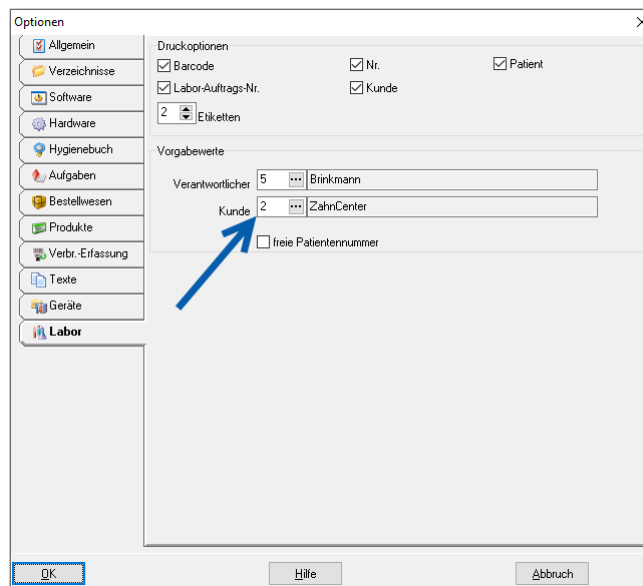 Optionen
Allgemein
Verzeichnisse
Software
Hardware
Hygienebuch
Aufgaben
Bestellwesen
Produkte
Verbr.-Erfassung
Texte
Geräte
Labor
Druckoptionen
Barcode Nr. Patient
Labor-Auftrags-Nr. Kunde
2 Etiketten
Vorgabewerte
Verantwortlicher 5 ... Brinkmann
Kunde 2 ... ZahnCenter
freie Patientennummer
OK Hilfe Abbruch